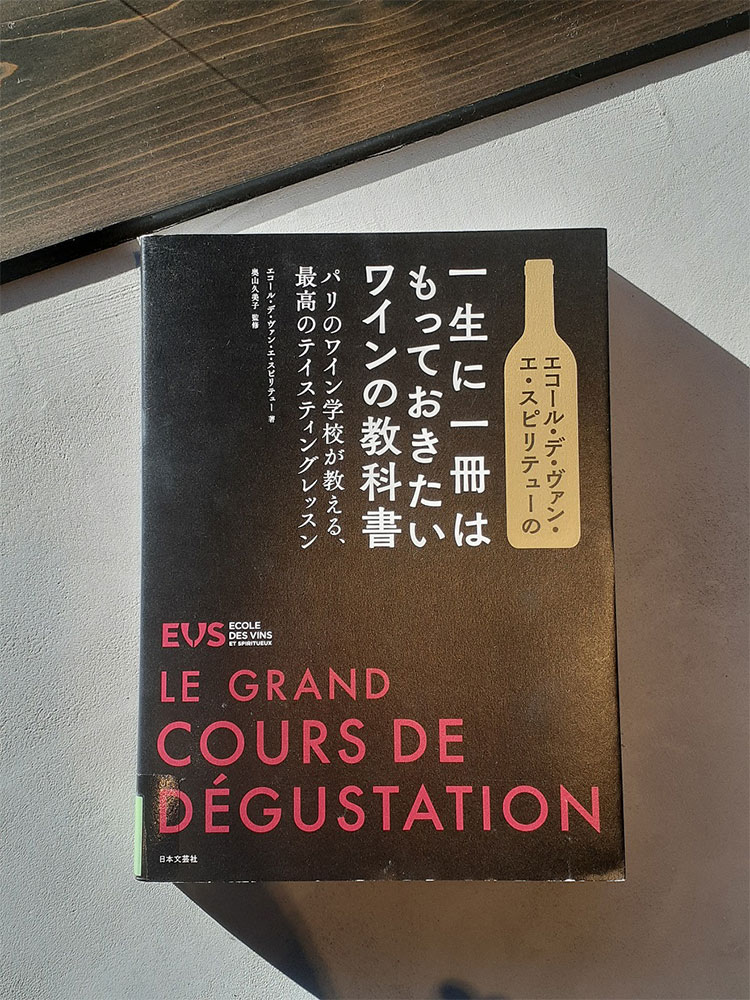 エコール・デ・ヴァン・
エ・スピリテューの
一生に一冊は
もっておきたい
ワインの教科書
パリのワイン学校が教える、
最高のテイスティングレッスン
エコール・デ・ヴァン・エ・スピリテュー 著
奥山久美子 監修
EVS
ECOLE
DES VINS
ET SPIRITUEUX
LE GRAND
COURS DE
DÉGUSTATION
日本文芸社